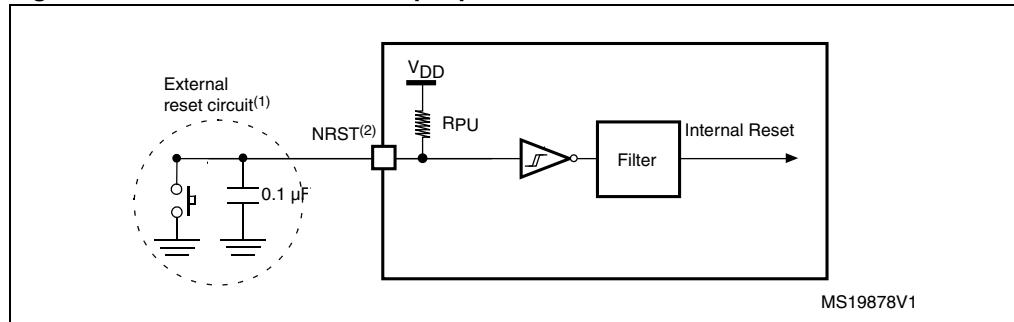 External
reset circuit(1)
VDD
NRST(2)
RPU
Internal Reset
Filter
0.1 µF
MS19878V1